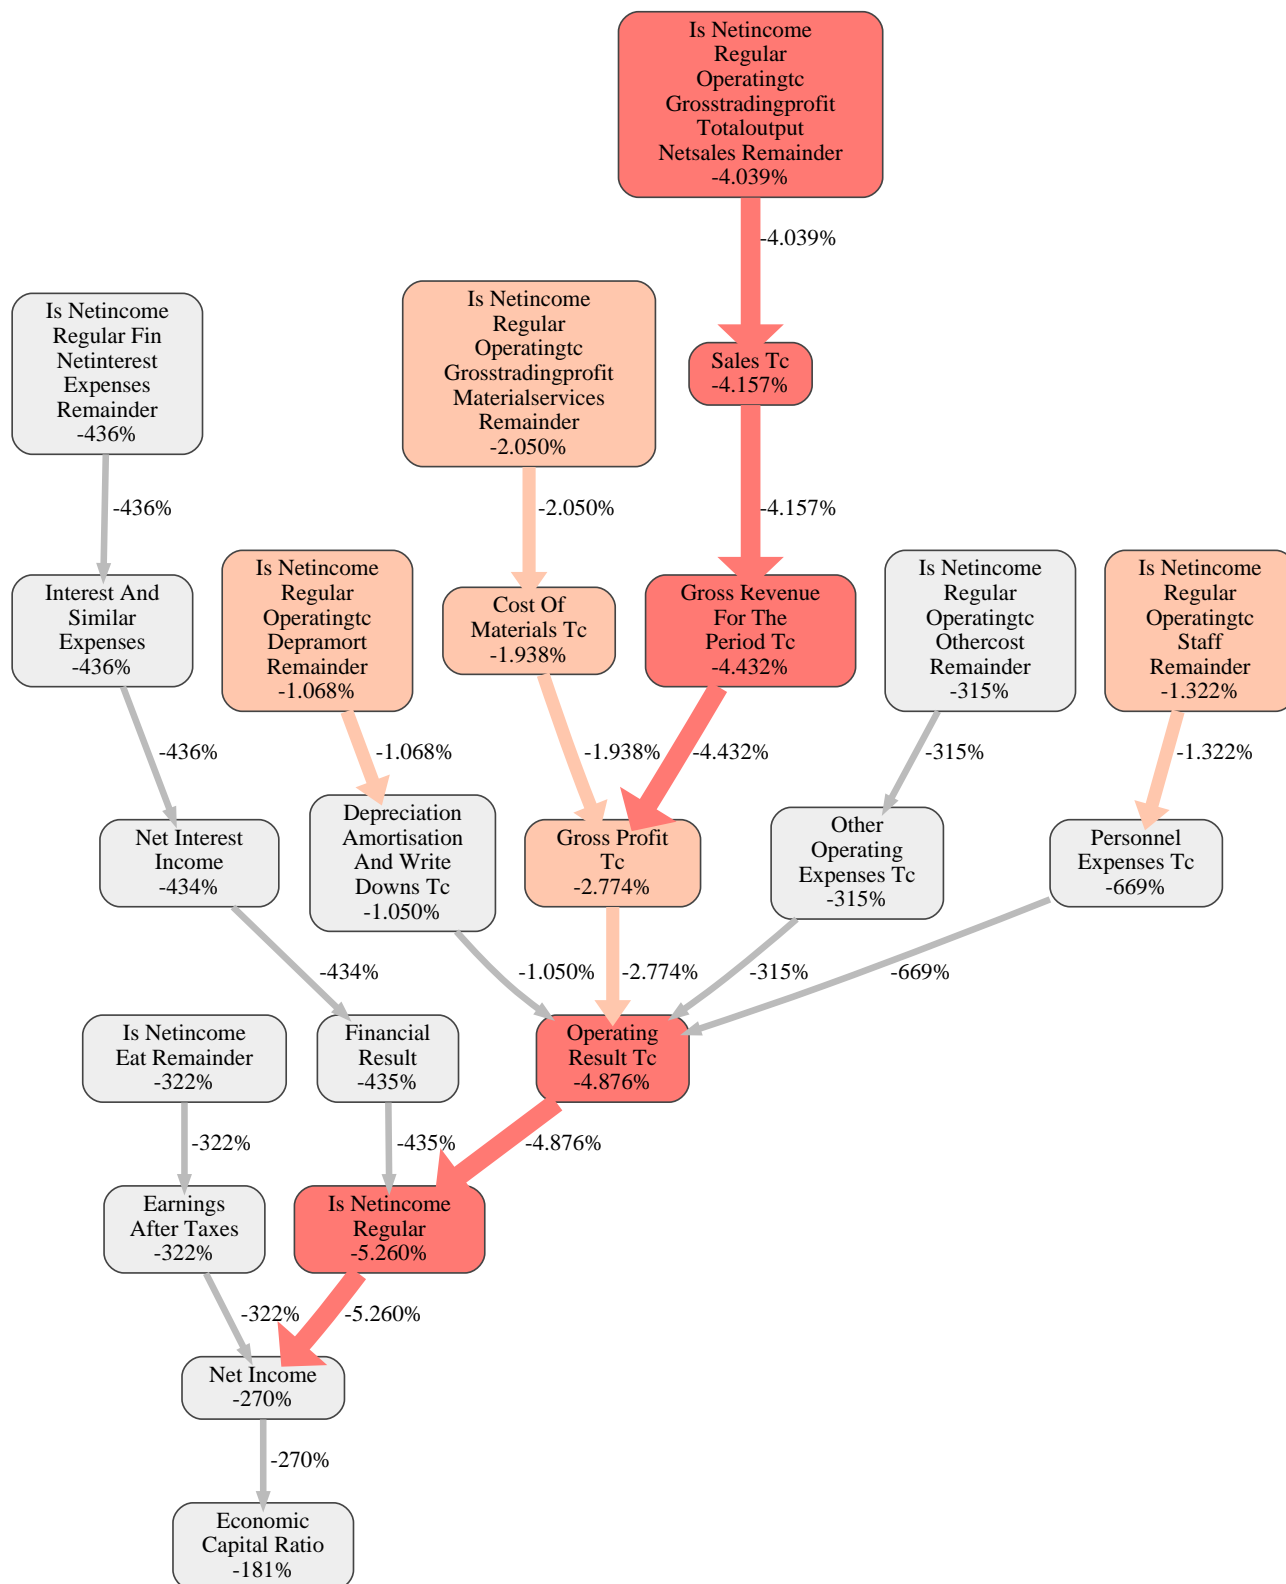 Is Netincome
Regular
Operatingtc
Grosstradingprofit
Totaloutput
Netsales Remainder
-4.039%
-4.039%
Is Netincome
Regular Fin
Netinterest
Expenses
Remainder
-436%
Is Netincome
Regular
Operatingtc
Grosstradingprofit
Materialservices
Remainder
-2.050%
Sales Tc
-4.157%
-436%
-2.050%
-4.157%
Interest And
Similar
Expenses
-436%
Is Netincome
Regular
Operatingtc
Depramort
Remainder
-1.068%
Cost Of
Materials Tc
-1.938%
Gross Revenue
For The
Period Tc
-4.432%
Is Netincome
Regular
Operatingtc
Othercost
Remainder
-315%
Is Netincome
Regular
Operatingtc
Staff
Remainder
-1.322%
-436%
-1.068%
-1.938%
-4.432%
-315%
-1.322%
Net Interest
Income
-434%
Depreciation
Amortisation
And Write
Downs Tc
-1.050%
Gross Profit
Tc
-2.774%
Other
Operating
Expenses Tc
-315%
Personnel
Expenses Tc
-669%
-434%
-1.050%
-2.774%
-315%
-669%
Is Netincome
Eat Remainder
-322%
Financial
Result
-435%
Operating
Result Tc
-4.876%
-322%
-435%
-4.876%
Earnings
After Taxes
-322%
Is Netincome
Regular
-5.260%
-322%
-5.260%
Net Income
-270%
-270%
Economic
Capital Ratio
-181%